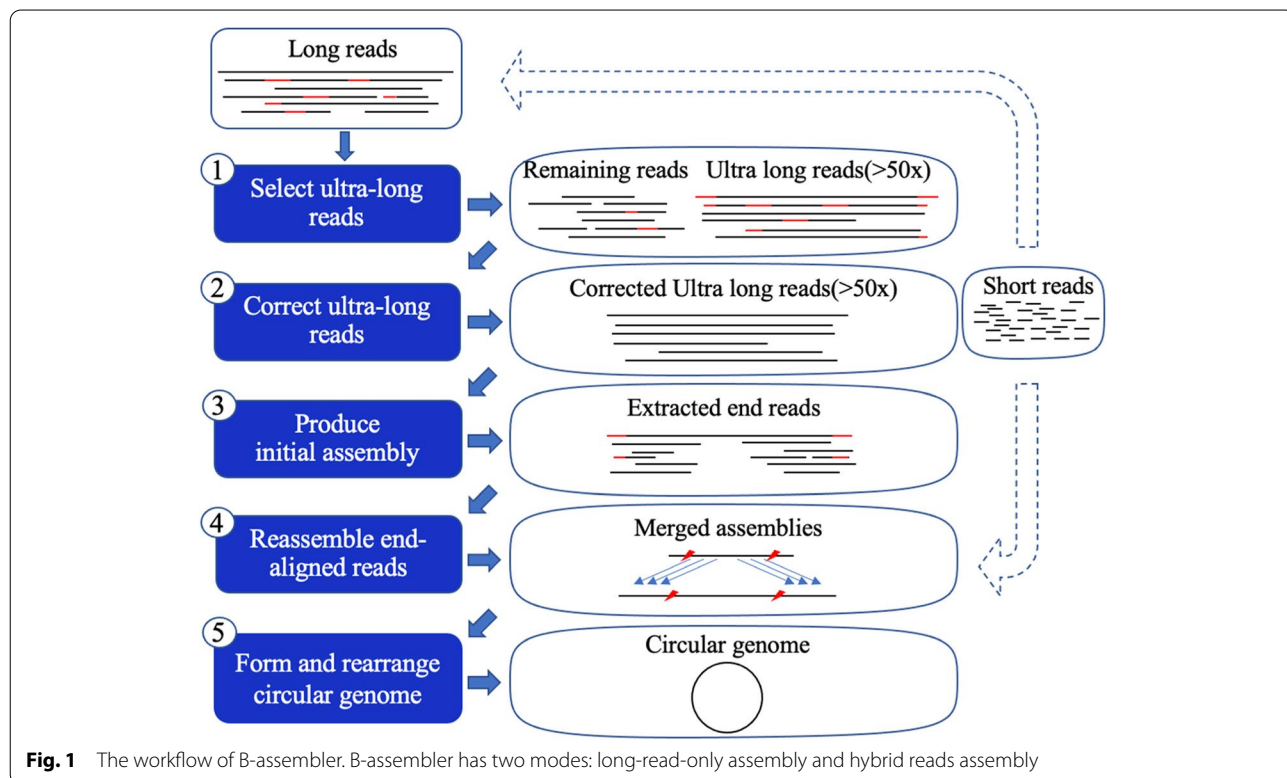 Long reads
1
Select ultra-long
reads
Remaining reads
Ultra long reads(>50x)
2
Correct ultra-long
reads
Corrected Ultra long reads(>50x)
Short reads
3
Produce
initial assembly
Extracted end reads
4
Reassemble end-
aligned reads
Merged assemblies
5
Form and rearrange
circular genome
Circular genome
Fig. 1 The workflow of B-assembler. B-assembler has two modes: long-read-only assembly and hybrid reads assembly